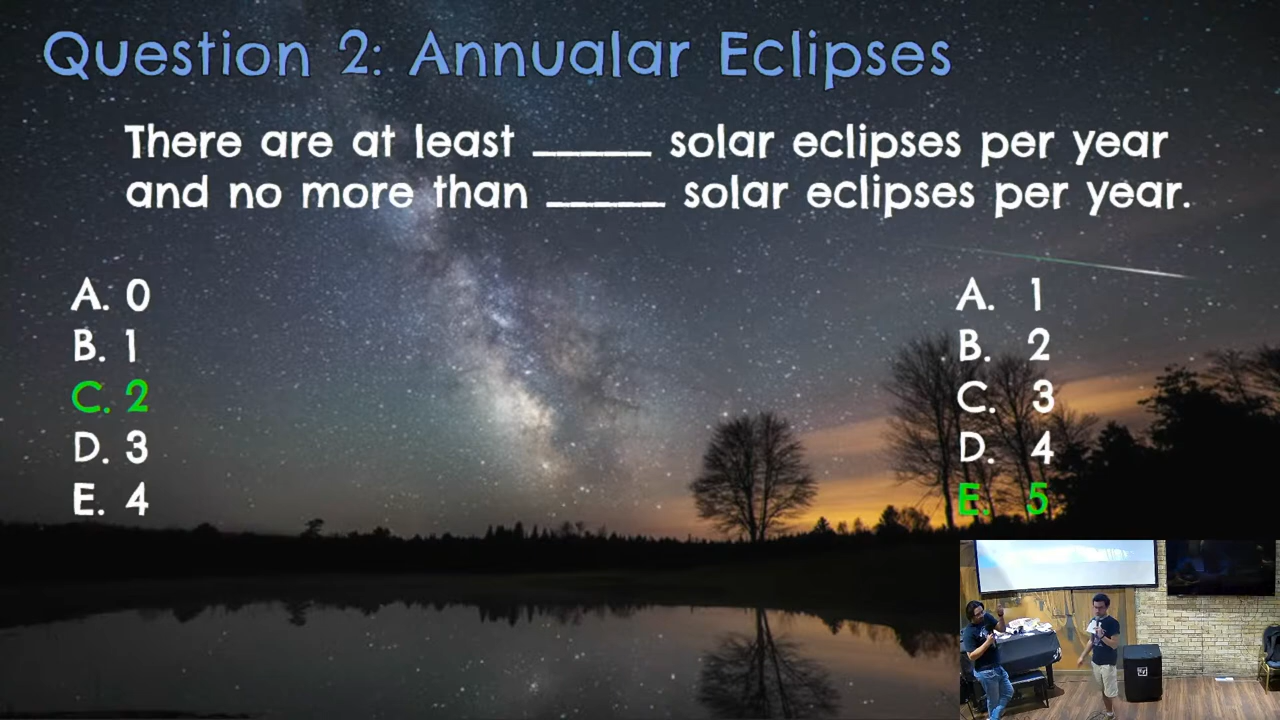 Question 2: Annualar Eclipses
There are at least _____ solar eclipses per year
and no more than _____ solar eclipses per year.
A. 0
B. 1
C. 2
D. 3
E. 4
A. 1
B. 2
C. 3
D. 4
E. 5